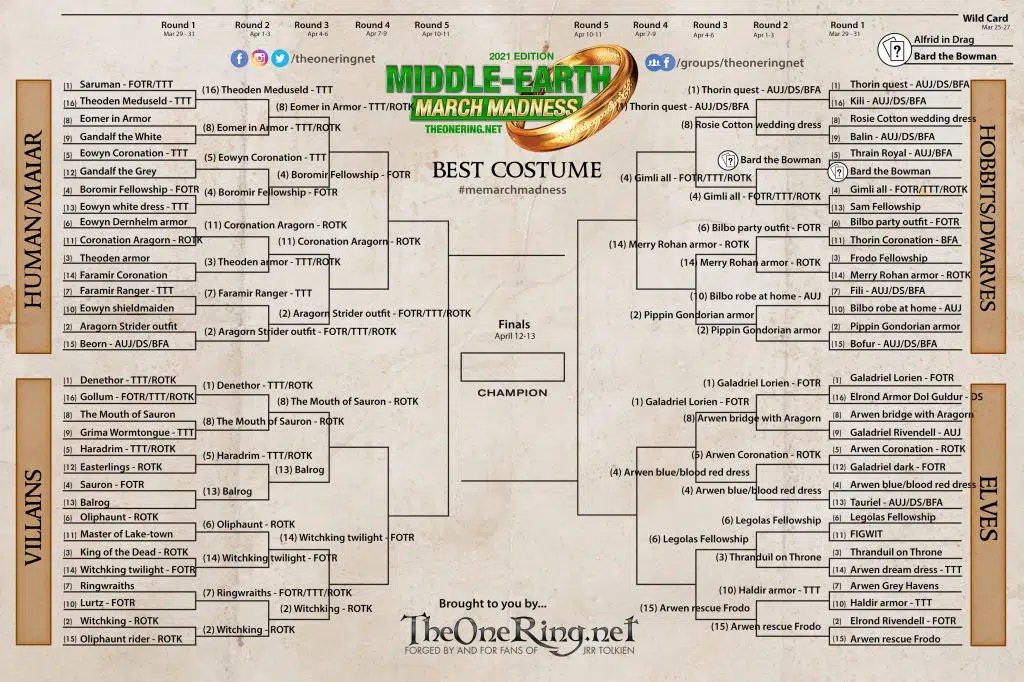 Round 1
Mar 29 - 31
Round 2
Apr 1-3
Round 3
Apr 4-6
Round 4
Apr 7-9
Round 5
Apr 10-11
Round 5
Apr 10-11
Round 4
Apr 7-9
Round 3
Apr 4-6
Round 2
Apr 1-3
Round 1
Mar 29 - 31
Wild Card
Mar 25-27
Alfrid in Drag
Bard the Bowman
/theoneringnet
2021 EDITION
MIDDLE-EARTH
MARCH MADNESS
THEONERING.NET
/groups/theoneringnet
BEST COSTUME
#memarchmadness
HUMAN/MAIAR
(1) Saruman - FOTR/TTT
(16) Theoden Meduseld - TTT
(8) Eomer in Armor
(9) Gandalf the White
(5) Eowyn Coronation - TTT
(12) Gandalf the Grey
(4) Boromir Fellowship - FOTR
(13) Eowyn white dress - TTT
(6) Eowyn Dernhelm armor
(11) Coronation Aragorn - ROTK
(3) Theoden armor
(14) Faramir Coronation
(7) Faramir Ranger - TTT
(10) Eowyn shieldmaiden
(2) Aragorn Strider outfit
(15) Beorn - AUJ/DS/BFA
(16) Theoden Meduseld - TTT
(8) Eomer in Armor - TTT/ROTK
(5) Eowyn Coronation - TTT
(4) Boromir Fellowship - FOTR
(11) Coronation Aragorn - ROTK
(3) Theoden armor - TTT/ROTK
(7) Faramir Ranger - TTT
(2) Aragorn Strider outfit - FOTR/TTT/ROTK
(8) Eomer in Armor - TTT/ROTK
(4) Boromir Fellowship - FOTR
(11) Coronation Aragorn - ROTK
(2) Aragorn Strider outfit - FOTR/TTT/ROTK
VILLAINS
(1) Denethor - TTT/ROTK
(16) Gollum - FOTR/TTT/ROTK
(8) The Mouth of Sauron
(9) Grima Wormtongue - TTT
(5) Haradrim - TTT/ROTK
(12) Easterlings - ROTK
(4) Sauron - FOTR
(13) Balrog
(6) Oliphaunt - ROTK
(11) Master of Lake-town
(3) King of the Dead - ROTK
(14) Witchking twilight - FOTR
(7) Ringwraiths
(10) Lurtz - FOTR
(2) Witchking - ROTK
(15) Oliphaunt rider - ROTK
(1) Denethor - TTT/ROTK
(8) The Mouth of Sauron - ROTK
(5) Haradrim - TTT/ROTK
(13) Balrog
(6) Oliphaunt - ROTK
(14) Witchking twilight - FOTR
(7) Ringwraiths - FOTR/TTT/ROTK
(2) Witchking - ROTK
(8) The Mouth of Sauron - ROTK
(13) Balrog
(14) Witchking twilight - FOTR
(2) Witchking - ROTK
Finals
April 12-13
CHAMPION
(1) Thorin quest - AUJ/DS/BFA
(4) Gimli all - FOTR/TTT/ROTK
(14) Merry Rohan armor - ROTK
(2) Pippin Gondorian armor
(1) Thorin quest - AUJ/DS/BFA
(8) Rosie Cotton wedding dress
Bard the Bowman
(4) Gimli all - FOTR/TTT/ROTK
(6) Bilbo party outfit - FOTR
(14) Merry Rohan armor - ROTK
(10) Bilbo robe at home - AUJ
(2) Pippin Gondorian armor
(1) Thorin quest - AUJ/DS/BFA
(16) Kili - AUJ/DS/BFA
(8) Rosie Cotton wedding dress
(9) Balin - AUJ/DS/BFA
(5) Thrain Royal - AUJ/BFA
Bard the Bowman
(4) Gimli all - FOTR/TTT/ROTK
(13) Sam Fellowship
(6) Bilbo party outfit - FOTR
(11) Thorin Coronation - BFA
(3) Frodo Fellowship
(14) Merry Rohan armor - ROTK
(7) Fili - AUJ/DS/BFA
(10) Bilbo robe at home - AUJ
(2) Pippin Gondorian armor
(15) Bofur - AUJ/DS/BFA
HOBBITS/DWARVES
(1) Galadriel Lorien - FOTR
(4) Arwen blue/blood red dress
(6) Legolas Fellowship
(15) Arwen rescue Frodo
(1) Galadriel Lorien - FOTR
(8) Arwen bridge with Aragorn
(5) Arwen Coronation - ROTK
(4) Arwen blue/blood red dress
(6) Legolas Fellowship
(3) Thranduil on Throne
(10) Haldir armor - TTT
(15) Arwen rescue Frodo
(1) Galadriel Lorien - FOTR
(16) Elrond Armor Dol Guldur - DS
(8) Arwen bridge with Aragorn
(9) Galadriel Rivendell - AUJ
(5) Arwen Coronation - ROTK
(12) Galadriel dark - FOTR
(4) Arwen blue/blood red dress
(13) Tauriel - AUJ/DS/BFA
(6) Legolas Fellowship
(11) FIGWIT
(3) Thranduil on Throne
(14) Arwen dream dress - TTT
(7) Arwen Grey Havens
(10) Haldir armor - TTT
(2) Elrond Rivendell - FOTR
(15) Arwen rescue Frodo
ELVES
Brought to you by...
TheOneRing.net
FORGED BY AND FOR FANS OF JRR TOLKIEN